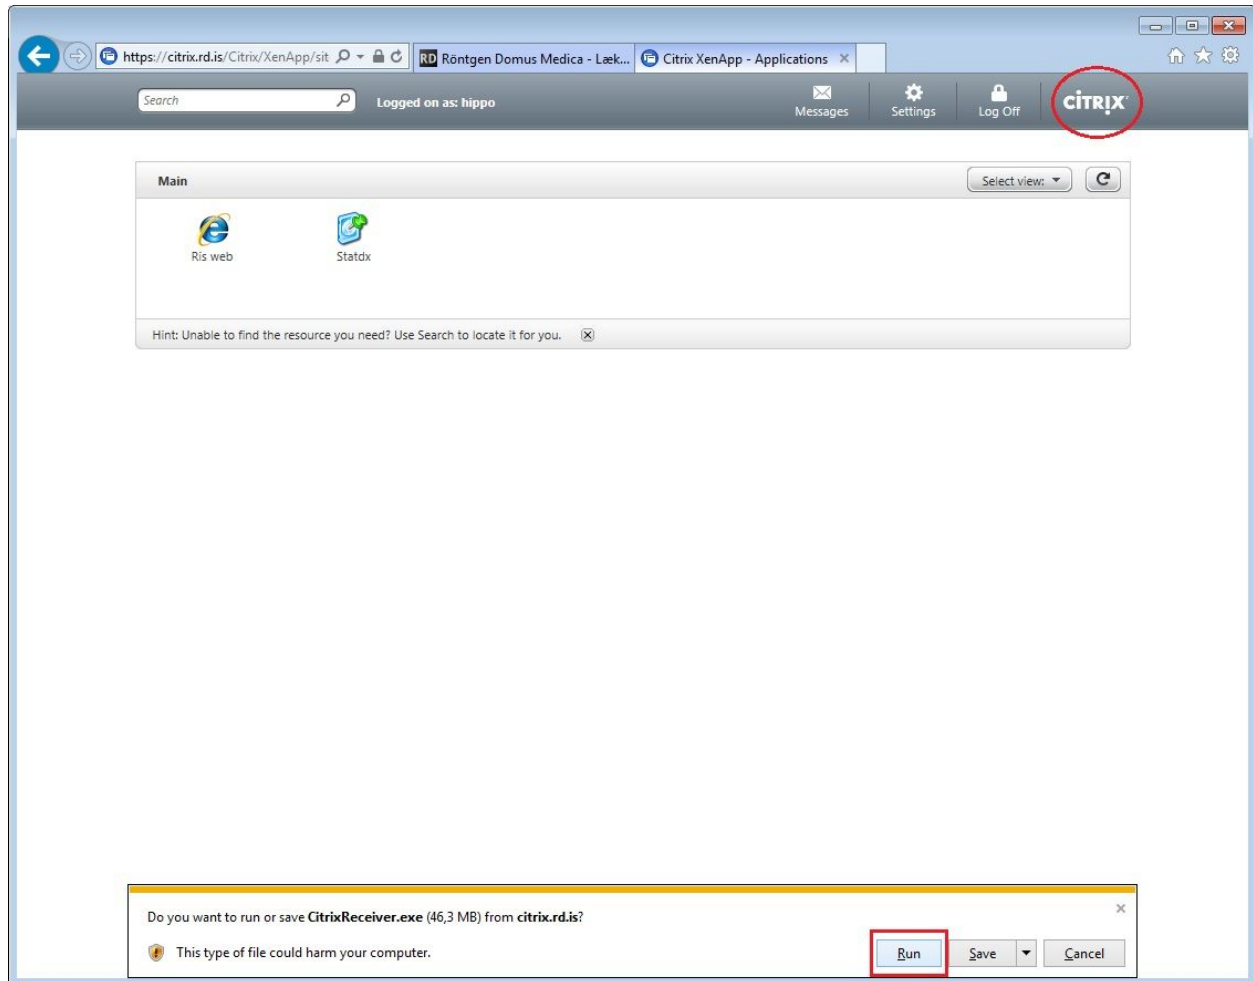 https://citrix.rd.is/Citrix/XenApp/sit
RD Röntgen Domus Medica - Læk...
Citrix XenApp - Applications
Search
Logged on as: hippo
Messages
Settings
Log Off
CİTRIX
Main
Select view:
Ris web
Statdx
Hint: Unable to find the resource you need? Use Search to locate it for you.
Do you want to run or save CitrixReceiver.exe (46,3 MB) from citrix.rd.is?
This type of file could harm your computer.
Run
Save
Cancel